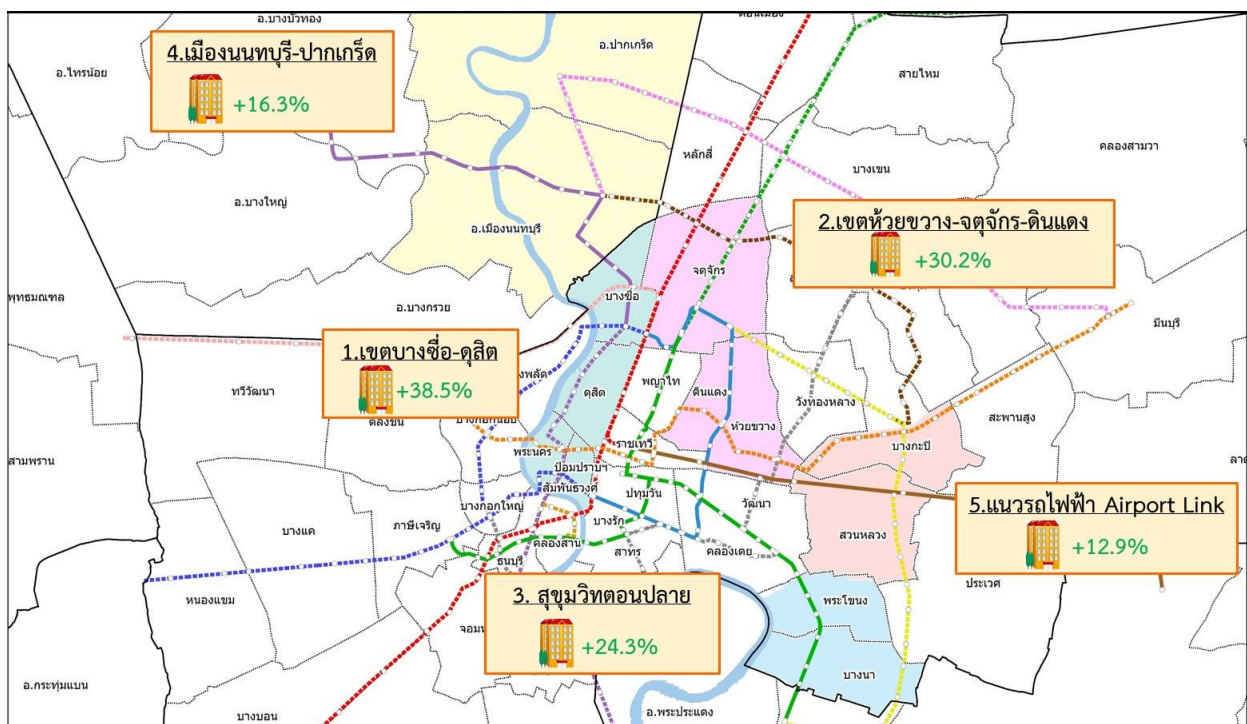 อ.บางบัวทอง
ดอนเมือง
4.เมืองนนทบุรี-ปากเกร็ด
+16.3%
อ.ปากเกร็ด
อ.ไทรน้อย
สายไหม
คลองสามวา
หลักสี่
บางเขน
อ.บางใหญ่
2.เขตห้วยขวาง-จตุจักร-ดินแดง
+30.2%
อ.เมืองนนทบุรี
จตุจักร
พุทธมณฑล
บางซื่อ
อ.บางกรวย
มีนบุรี
1.เขตบางซื่อ-ดุสิต
+38.5%
ทวีวัฒนา
พญาไท
ดุสิต
ดินแดง
วังทองหลาง
สะพานสูง
ห้วยขวาง
ราชเทวี
บางกะปิ
พระนคร
สามพราน
ป้อมปราบฯ
สัมพันธวงศ์
ปทุมวัน
วัฒนา
5.แนวรถไฟฟ้า Airport Link
+12.9%
บางกอกใหญ่
บางแค
ภาษีเจริญ
บางรัก
สวนหลวง
คลองสาน
สาทร
คลองเตย
ธนบุรี
ประเวศ
หนองแขม
3. สุขุมวิทตอนปลาย
+24.3%
พระโขนง
บางนา
อ.กระทุ่มแบน
บางบอน
อ.พระประแดง